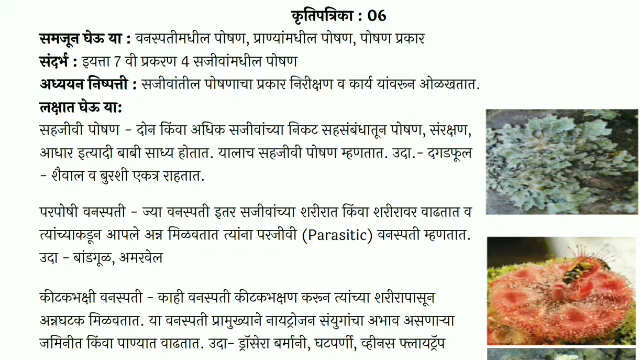 कृतिपत्रिका : 06
समजून घेऊ या : वनस्पतीमधील पोषण, प्राण्यांमधील पोषण, पोषण प्रकार
संदर्भ : इयत्ता 7 वी प्रकरण 4 सजीवांमधील पोषण
अध्ययन निष्पत्ती : सजीवांतील पोषणाचा प्रकार निरीक्षण व कार्य यांवरून ओळखतात.
लक्षात घेऊ या:
सहजीवी पोषण - दोन किंवा अधिक सजीवांच्या निकट सहसंबंधातून पोषण, संरक्षण,
आधार इत्यादी बाबी साध्य होतात. यालाच सहजीवी पोषण म्हणतात. उदा.- दगडफूल
- शैवाल व बुरशी एकत्र राहतात.
परपोषी वनस्पती - ज्या वनस्पती इतर सजीवांच्या शरीरात किंवा शरीरावर वाढतात व
त्यांच्याकडून आपले अन्न मिळवतात त्यांना परजीवी (Parasitic) वनस्पती म्हणतात.
उदा - बांडगूळ, अमरवेल
कीटकभक्षी वनस्पती - काही वनस्पती कीटकभक्षण करून त्यांच्या शरीरापासून
अन्नघटक मिळवतात. या वनस्पती प्रामुख्याने नायट्रोजन संयुगांचा अभाव असणाऱ्या
जमिनीत किंवा पाण्यात वाढतात. उदा- ड्रॉसेरा बर्मानी, घटपर्णी, व्हीनस फ्लायट्रॅप